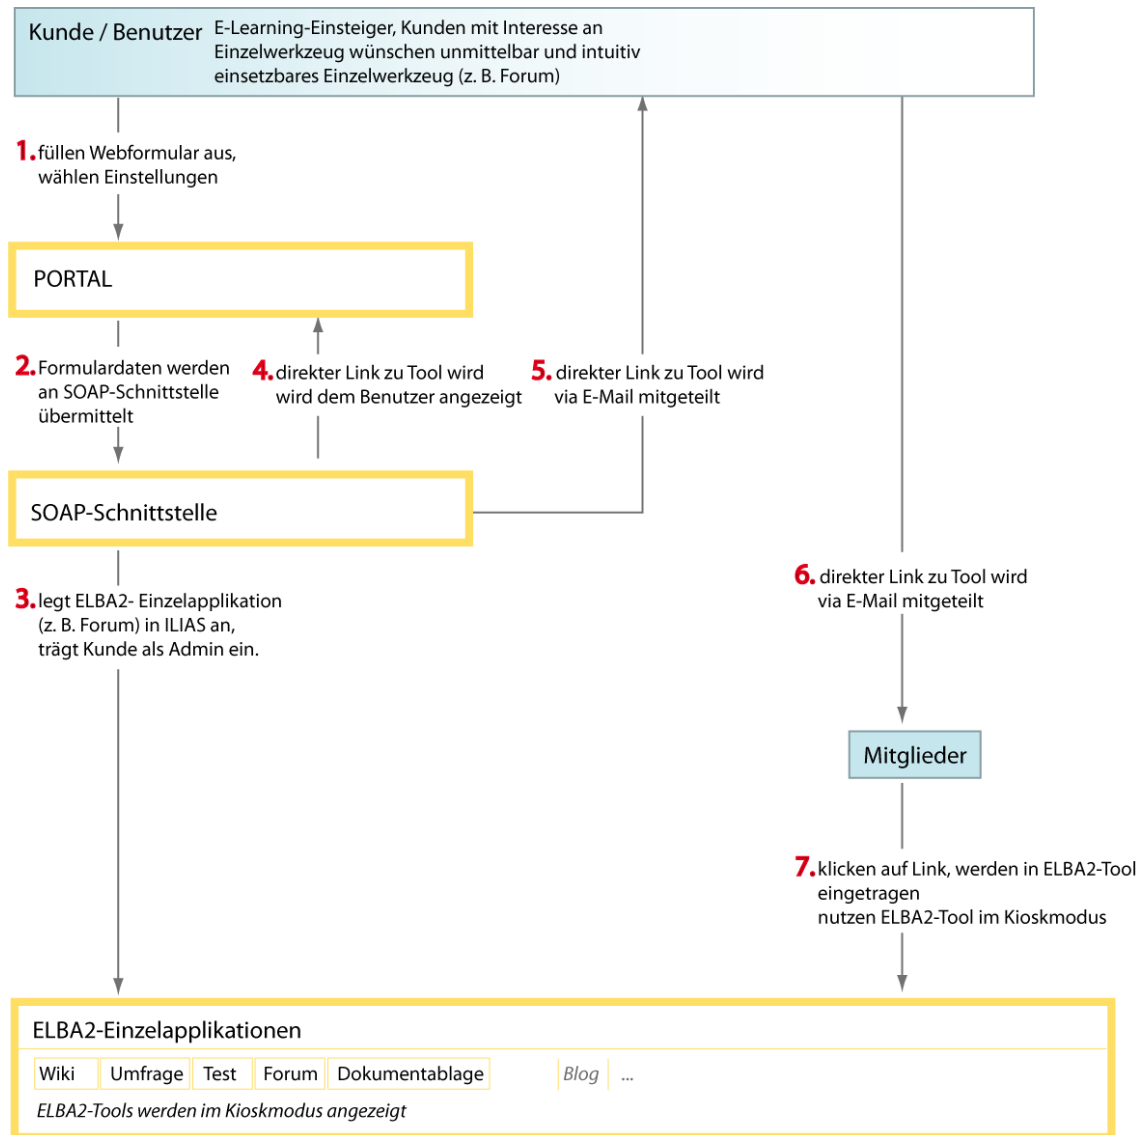 Kunde / Benutzer
E-Learning-Einsteiger, Kunden mit Interesse an
Einzelwerkzeug wünschen unmittelbar und intuitiv
einsetzbares Einzelwerkzeug (z. B. Forum)
1. füllen Webformular aus,
wählen Einstellungen
PORTAL
2. Formulardaten werden
an SOAP-Schnittstelle
übermittelt
4. direkter Link zu Tool wird
wird dem Benutzer angezeigt
5. direkter Link zu Tool wird
via E-Mail mitgeteilt
SOAP-Schnittstelle
3. legt ELBA2- Einzelapplikation
(z. B. Forum) in ILIAS an,
trägt Kunde als Admin ein.
6. direkter Link zu Tool wird
via E-Mail mitgeteilt
Mitglieder
7. klicken auf Link, werden in ELBA2-Tool
eingetragen
nutzen ELBA2-Tool im Kioskmodus
ELBA2-Einzelapplikationen
Wiki Umfrage Test Forum Dokumentablage Blog ...
ELBA2-Tools werden im Kioskmodus angezeigt